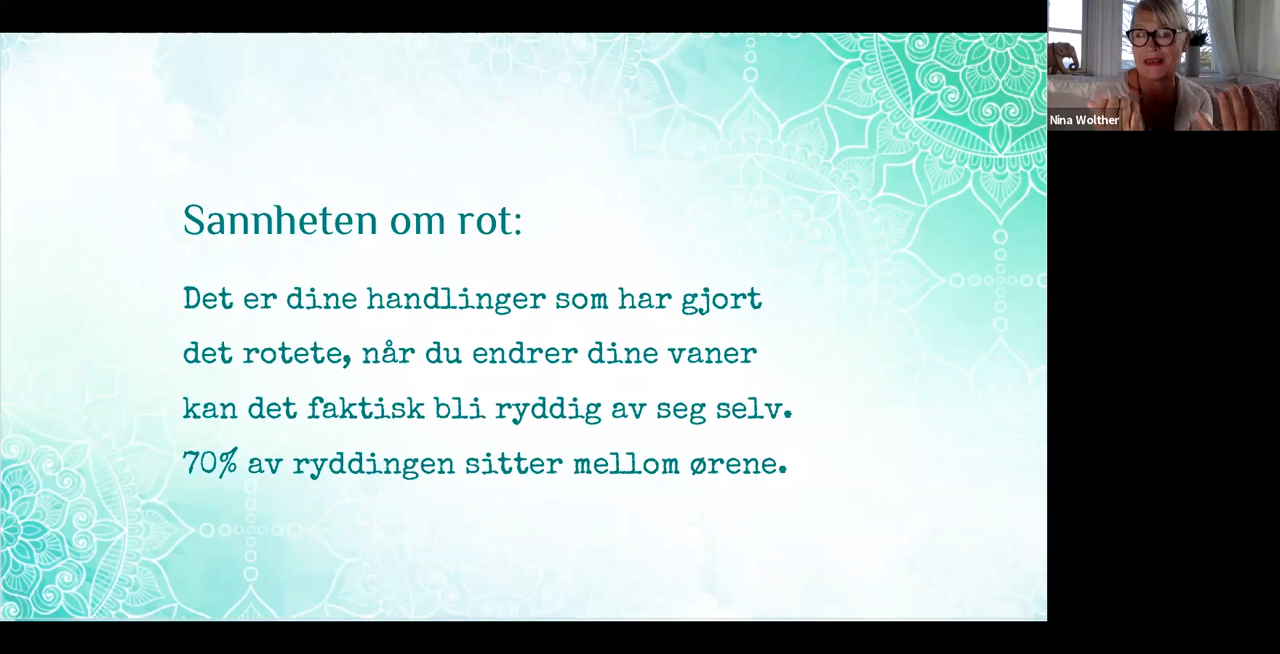 Sannheten om rot:
Det er dine handlinger som har gjort
det rotete, når du endrer dine vaner
kan det faktisk bli ryddig av seg selv.
70% av ryddingen sitter mellom ørene.
Nina Wolther